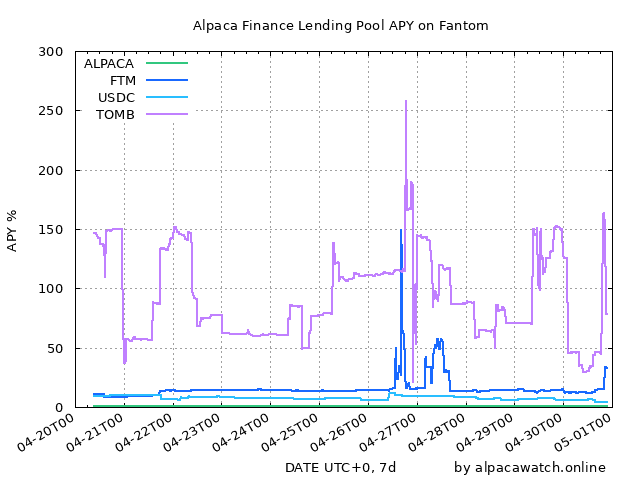 Alpaca Finance Lending Pool APY on Fantom
300
250
200
150
100
50
0
APY %
ALPACA
FTM
USDC
TOMB
04-20T00
04-21T00
04-22T00
04-23T00
04-24T00
04-25T00
04-26T00
04-27T00
04-28T00
04-29T00
04-30T00
05-01T00
DATE UTC+0, 7d
by alpacawatch.online